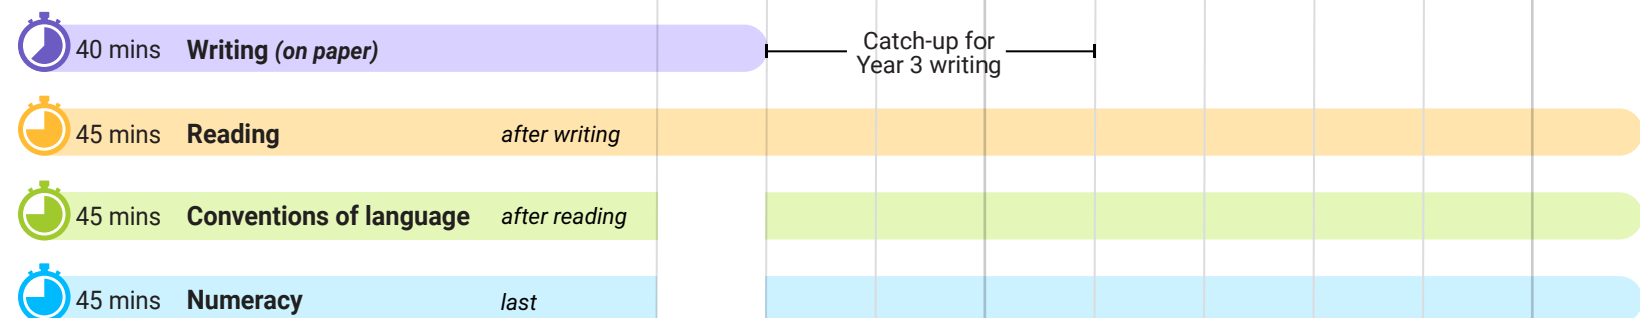 40 mins Writing (on paper) Catch-up for
Year 3 writing
45 mins Reading after writing
45 mins Conventions of language after reading
45 mins Numeracy last